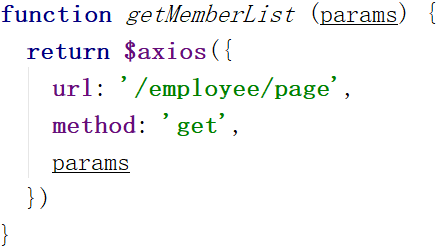 function getMemberList (params) {
  return $axios({
    url: '/employee/page',
    method: 'get',
    params
  })
}